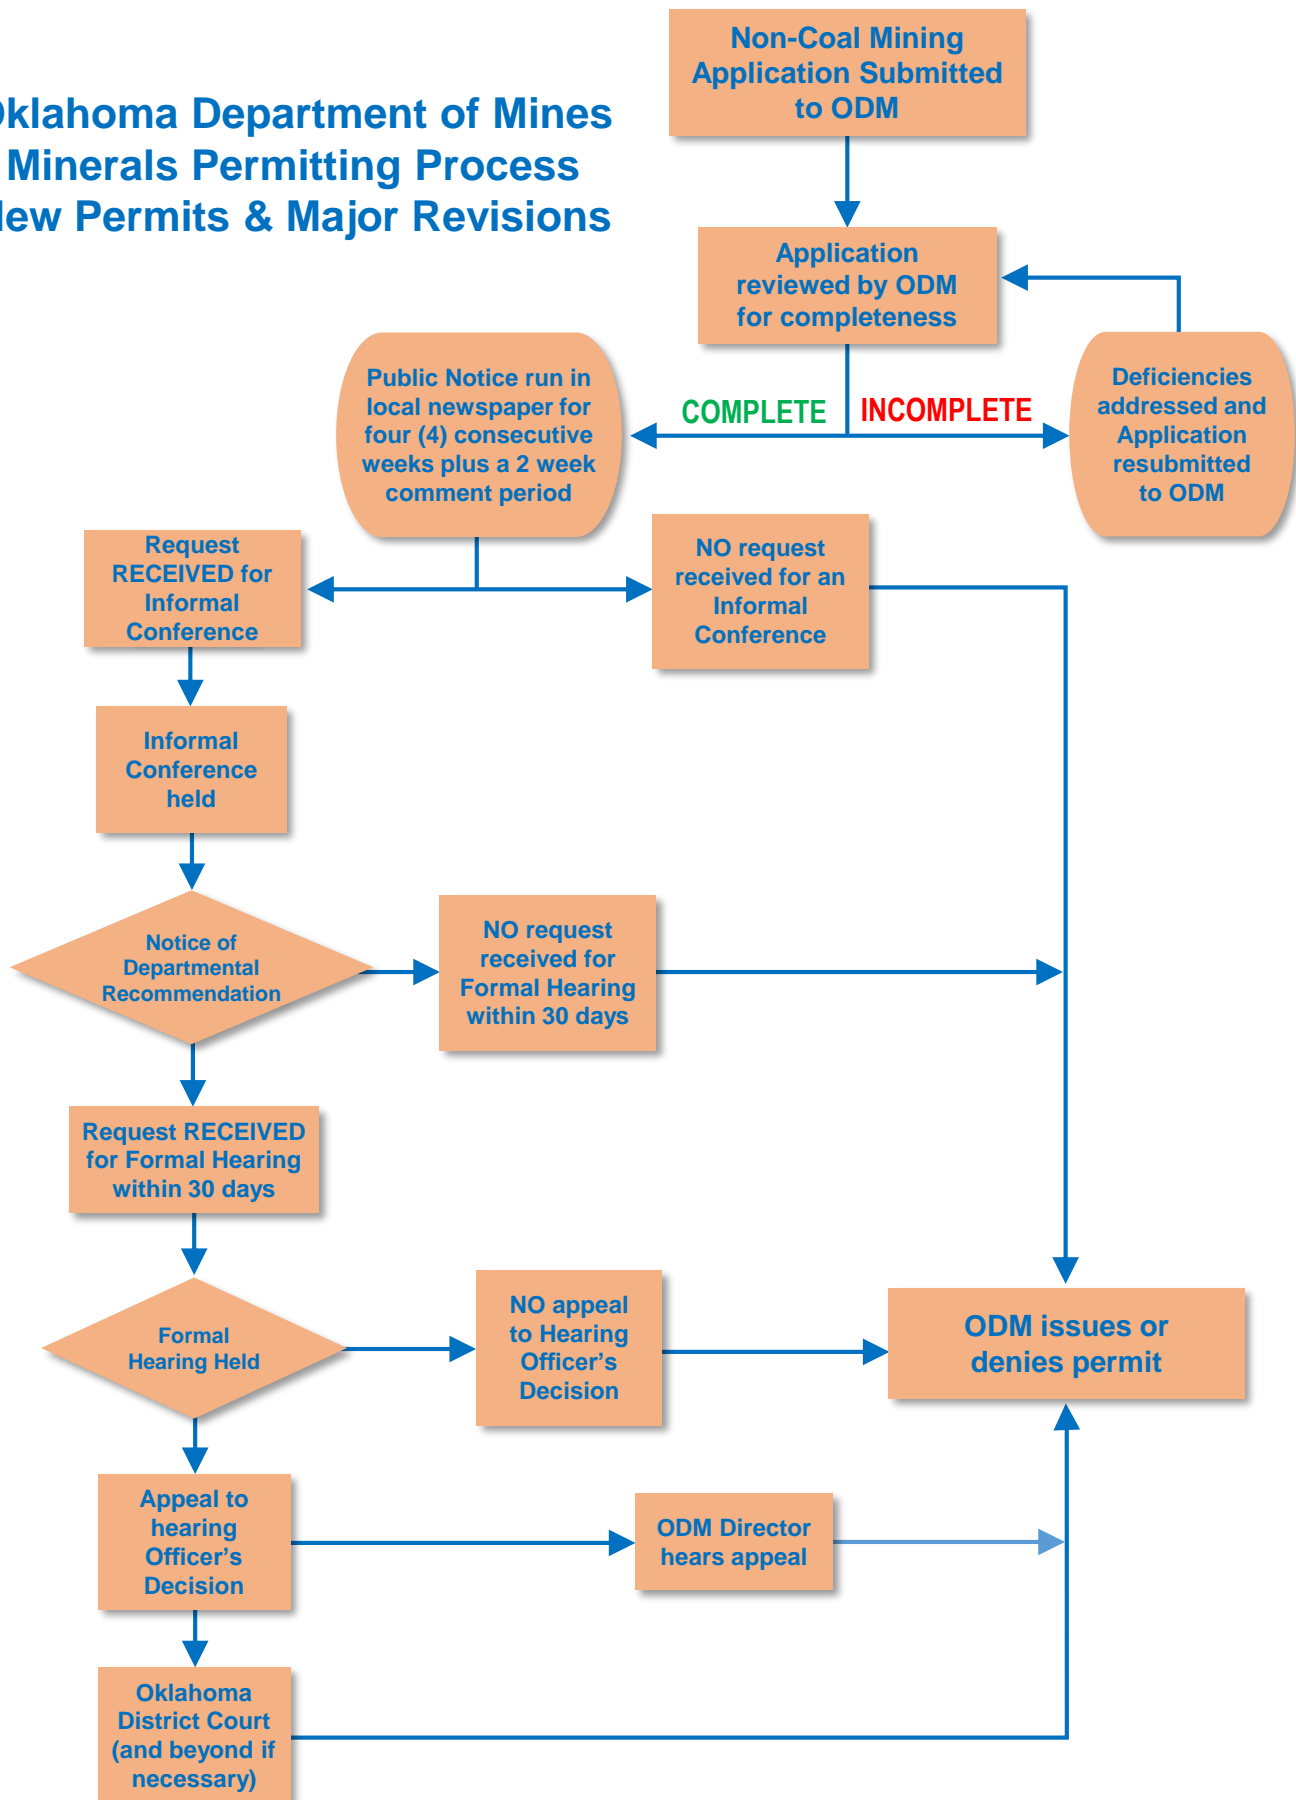 Non-Coal Mining
Application Submitted
to ODM
Oklahoma Department of Mines
Minerals Permitting Process
New Permits & Major Revisions
Application
reviewed by ODM
for completeness
Public Notice run in
local newspaper for
four (4) consecutive
weeks plus a 2 week
comment period
COMPLETE
INCOMPLETE
Deficiencies
addressed and
Application
resubmitted
to ODM
Request
RECEIVED for
Informal
Conference
NO request
received for an
Informal
Conference
Informal
Conference
held
Notice of
Departmental
Recommendation
NO request
received for
Formal Hearing
within 30 days
Request RECEIVED
for Formal Hearing
within 30 days
Formal
Hearing Held
NO appeal
to Hearing
Officer’s
Decision
ODM issues or
denies permit
Appeal to
hearing
Officer’s
Decision
ODM Director
hears appeal
Oklahoma
District Court
(and beyond if
necessary)